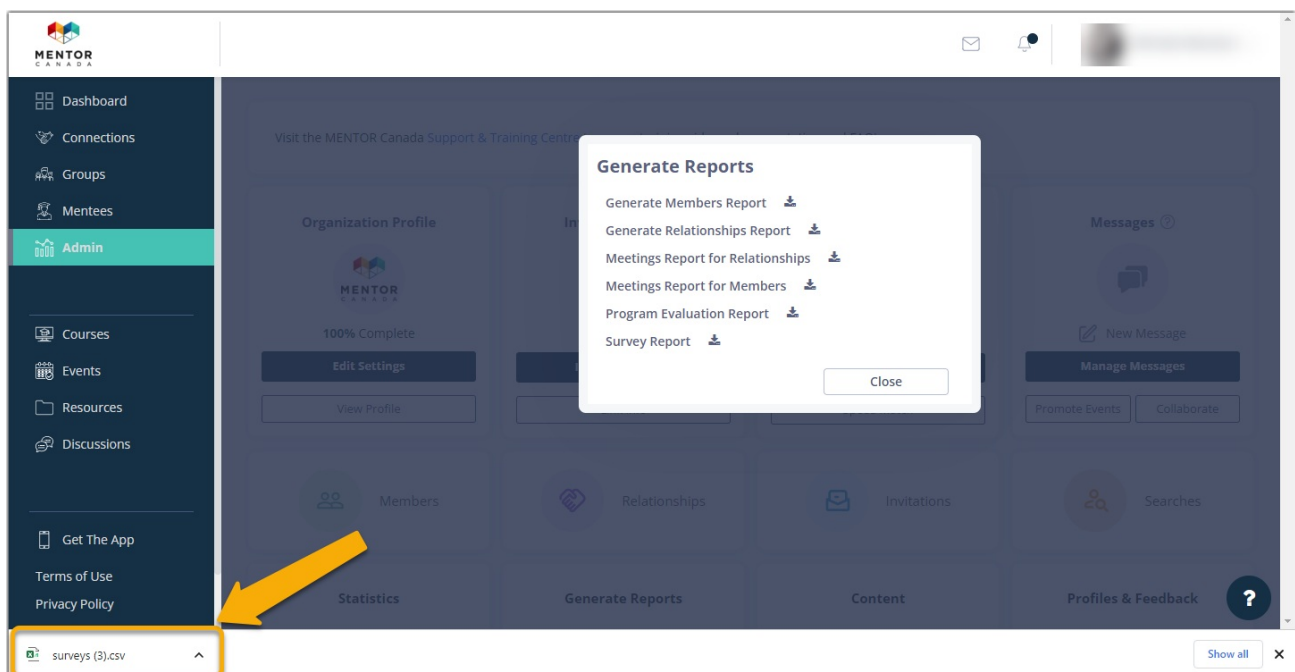 MENTOR
CANADA
Dashboard
Connections
Groups
Mentees
Admin
Courses
Events
Resources
Discussions
Get The App
Terms of Use
Privacy Policy
Visit the MENTOR Canada Support & Training Centre
Generate Reports
Generate Members Report
Generate Relationships Report
Meetings Report for Relationships
Meetings Report for Members
Program Evaluation Report
Survey Report
Close
Organization Profile
MENTOR
CANADA
100% Complete
Edit Settings
View Profile
Messages ?
New Message
Manage Messages
Promote Events Collaborate
Members Relationships Invitations Searches
Statistics Generate Reports Content Profiles & Feedback
?
surveys (3).csv
Show all X